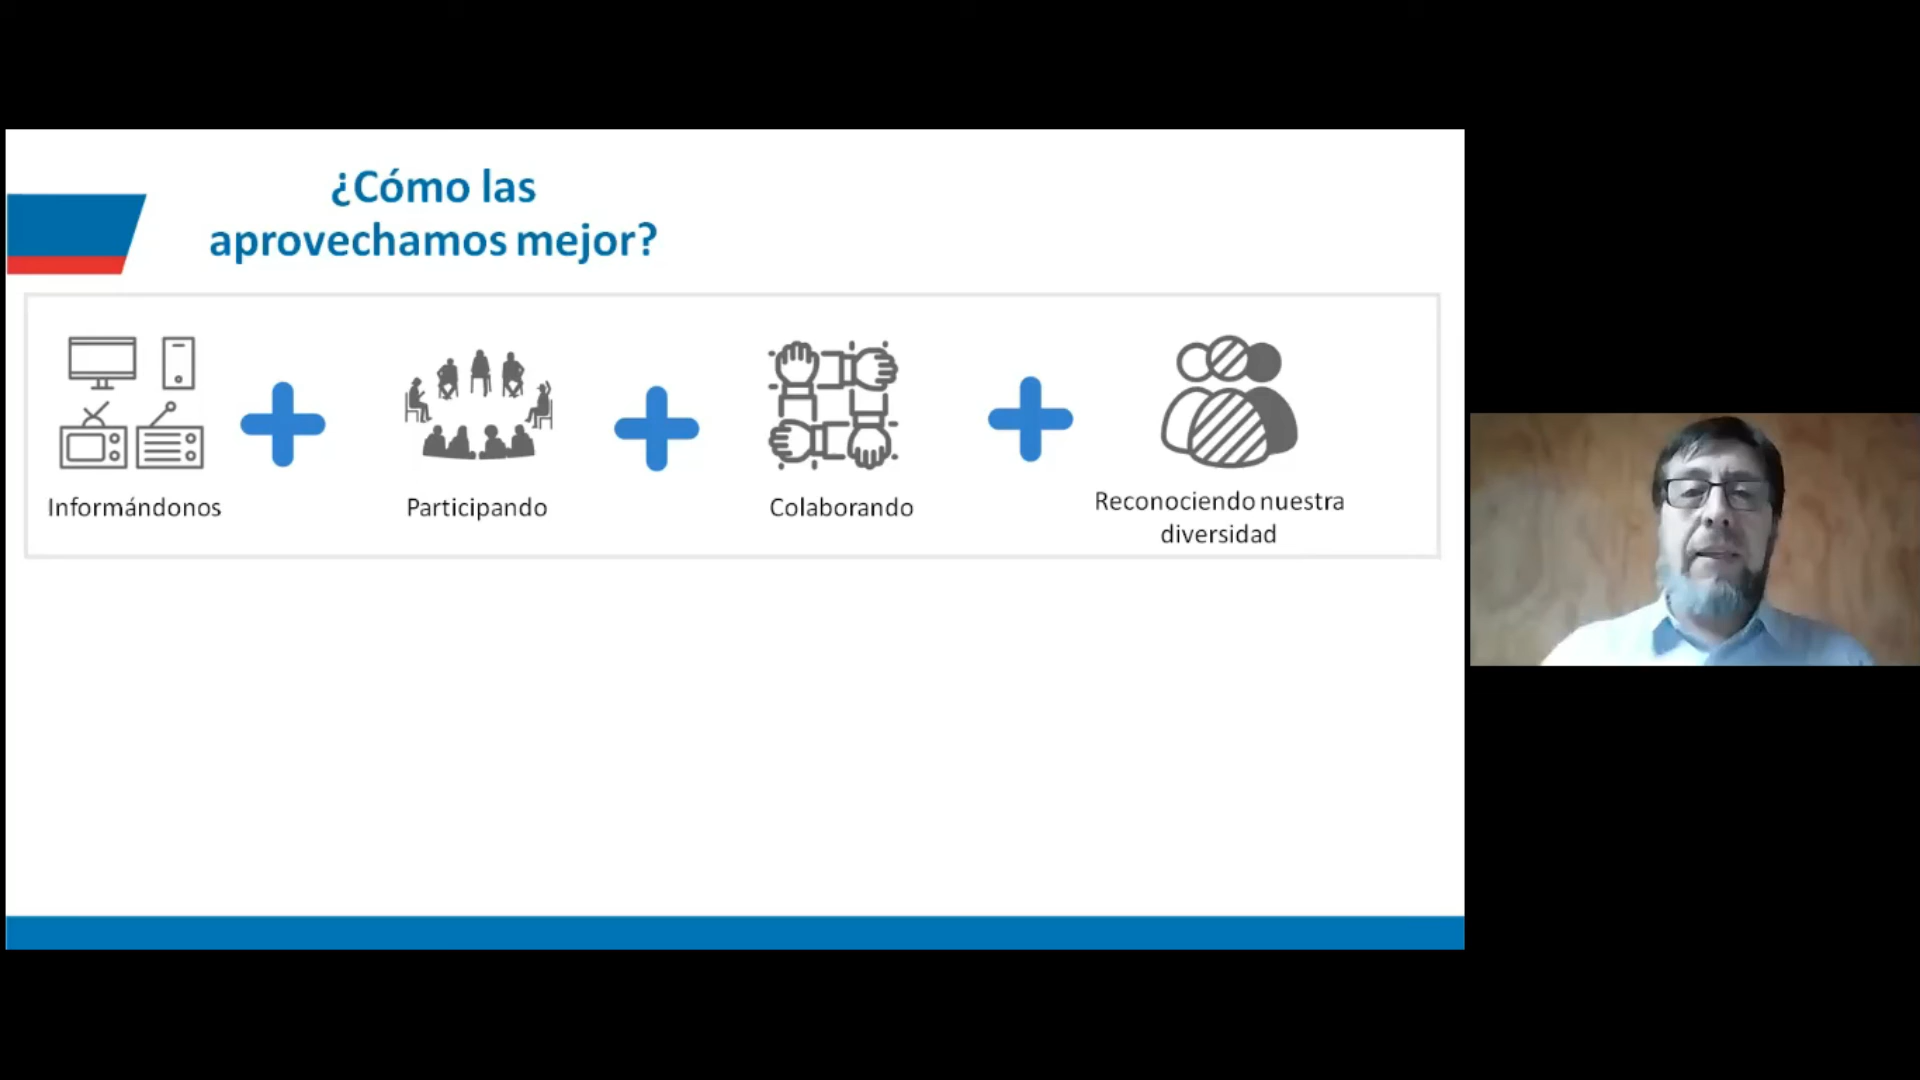 ¿Cómo las
aprovechamos mejor?
Informándonos
Participando
Colaborando
Reconociendo nuestra
diversidad